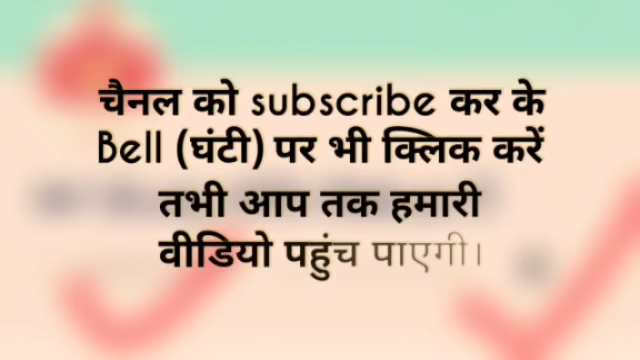 चैनल को subscribe कर के
Bell (घंटी) पर भी क्लिक करें
तभी आप तक हमारी
वीडियो पहुंच पाएगी।